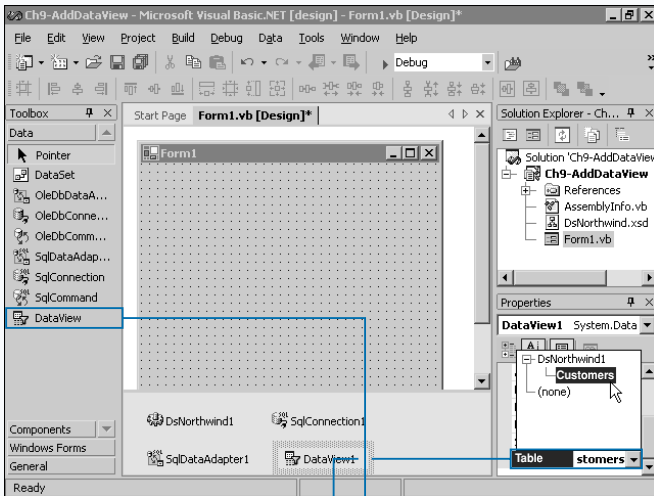 Ch9-AddDataView - Microsoft Visual Basic.NET [design] - Form1.vb [Design]*
File Edit View Project Build Debug Data Tools Window Help
Debug
Toolbox
Start Page Form1.vb [Design]*
Solution Explorer - Ch...
Data
Pointer
DataSet
OleDbDataA...
OleDbConne...
OleDbComm...
SqlDataAdap...
SqlConnection
SqlCommand
DataView
Components
Windows Forms
General
Form1
DsNorthwind1
SqlConnection1
SqlDataAdapter1
DataView1
Solution 'Ch9-AddDataView
Ch9-AddDataView
References
AssemblyInfo.vb
DsNorthwind.xsd
Form1.vb
Properties
DataView1 System.Data
DsNorthwind1
Customers
(none)
Table stomers
Ready